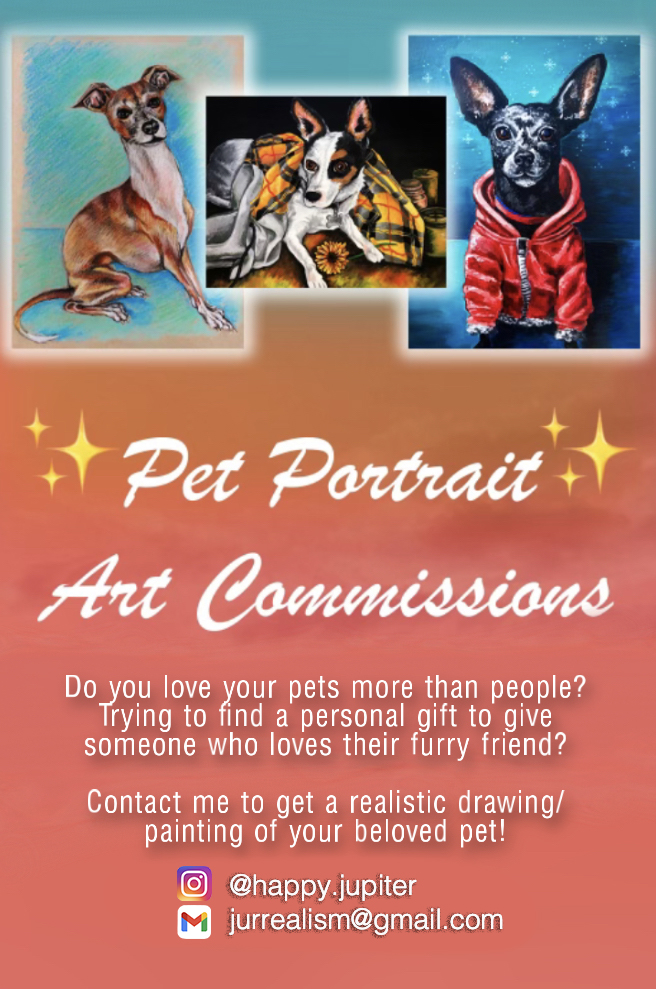 Pet Portrait
Art Commissions
Do you love your pets more than people?
Trying to find a personal gift to give
someone who loves their furry friend?
Contact me to get a realistic drawing/
painting of your beloved pet!
@happy.jupiter
jurrealism@gmail.com